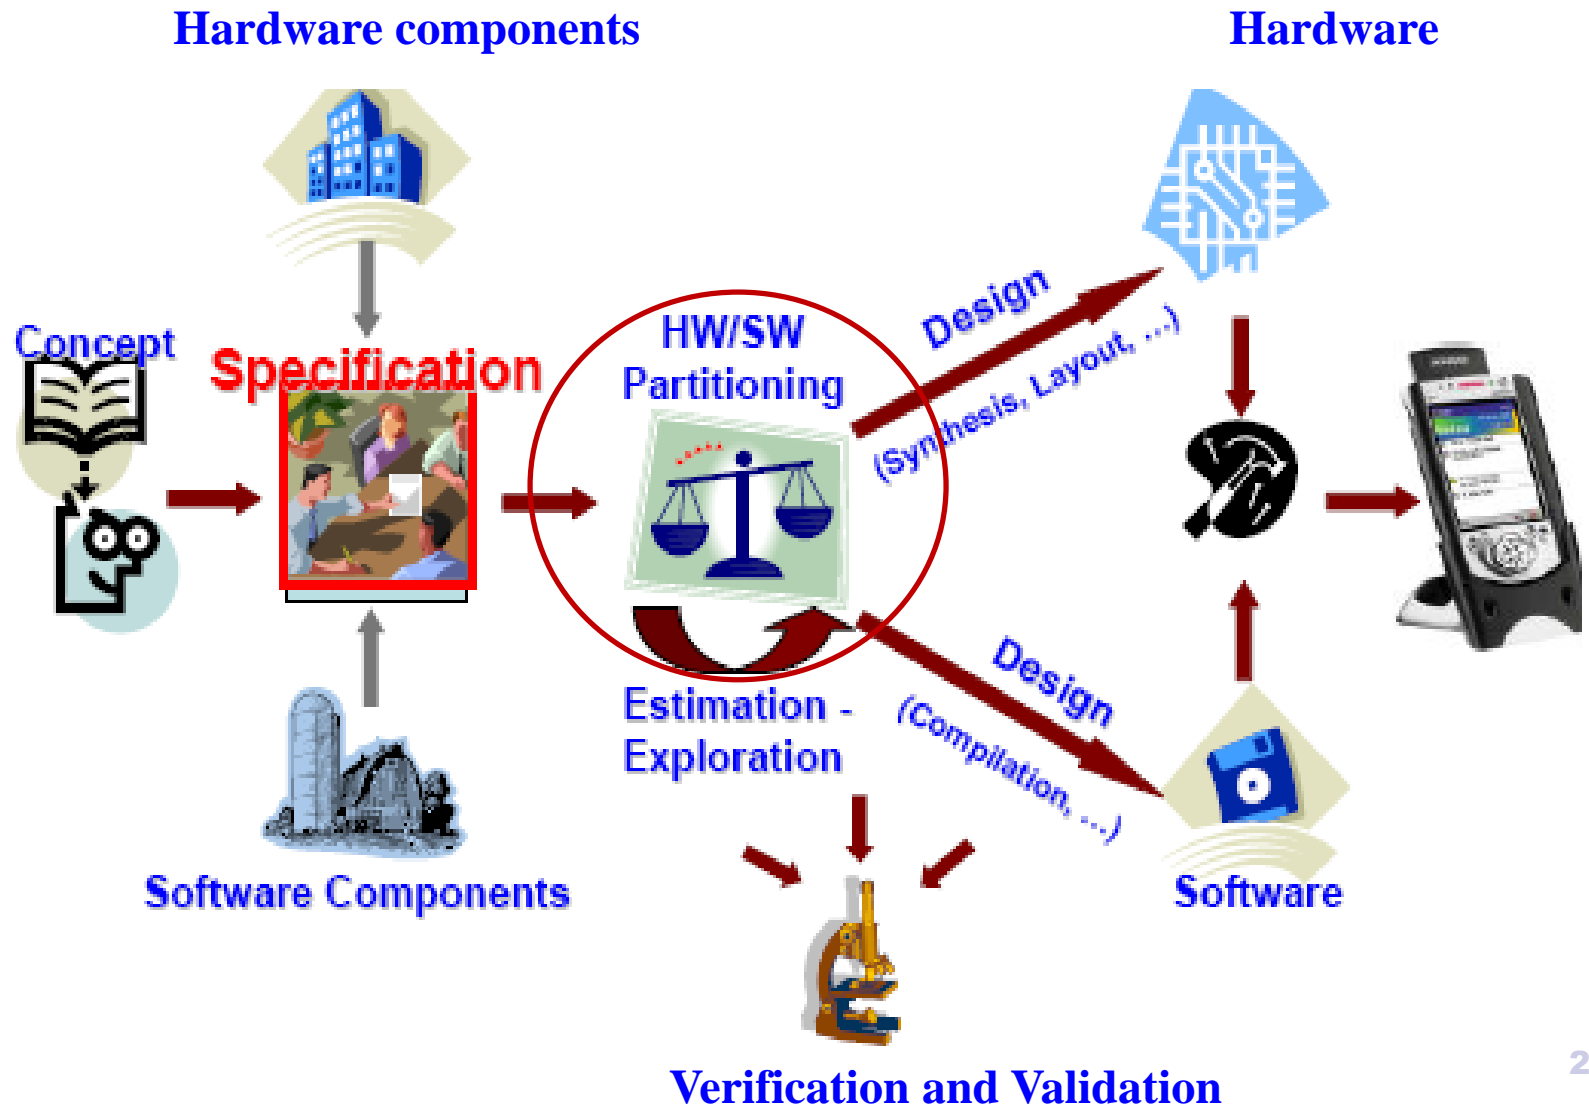 Hardware components
Hardware
Concept
Specification
HW/SW
Partitioning
Design
(Synthesis, Layout, ...)
Estimation -
Exploration
Design
(Compilation, ...)
Software Components
Software
Verification and Validation
2